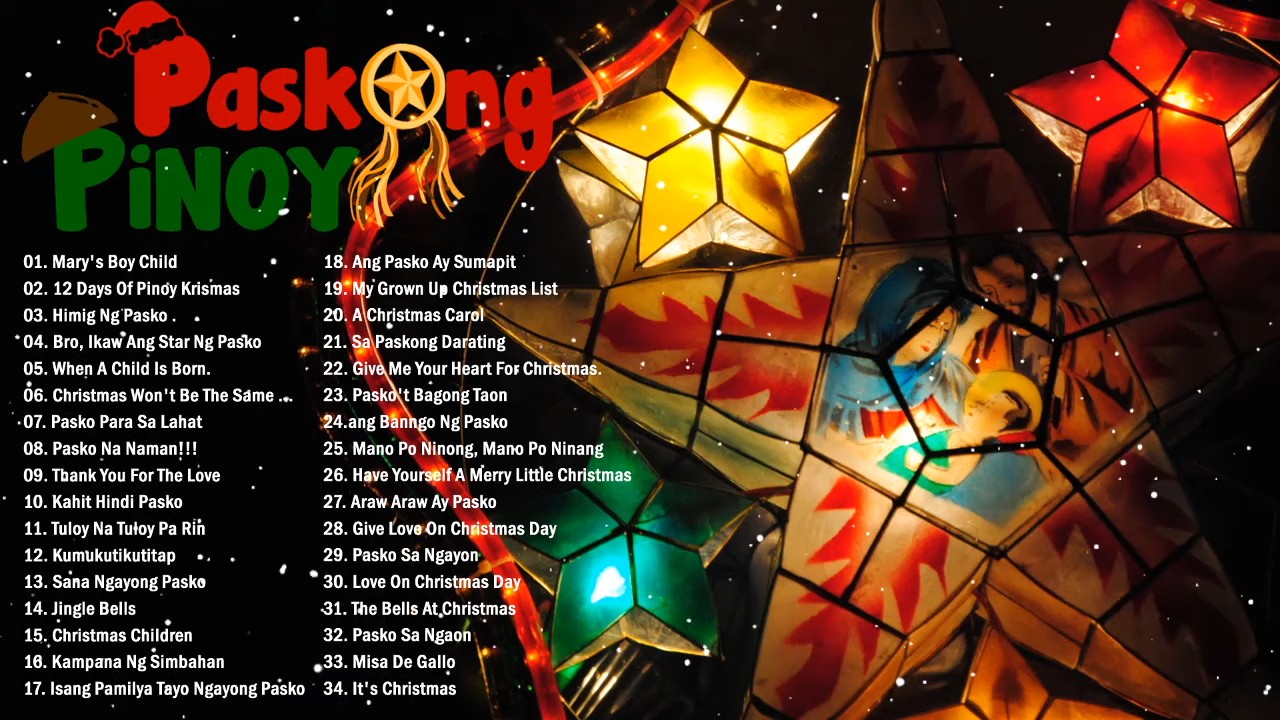 Paskong
PiNOY
01. Mary's Boy Child
02. 12 Days Of Pinoy Krismas
03. Himig Ng Pasko .
04. Bro, Ikaw Ang Star Ng Pasko
05. When A Child Is Born.
06. Christmas Won't Be The Same ...
07. Pasko Para Sa Lahat
08. Pasko Na Naman!!!
09. Thank You For The Love
10. Kahit Hindi Pasko
11. Tuloy Na Tuloy Pa Rin
12. Kumukutikutitap
13. Sana Ngayong Pasko
14. Jingle Bells
15. Christmas Children
16. Kampana Ng Simbahan
17. Isang Pamilya Tayo Ngayong Pasko
18. Ang Pasko Ay Sumapit
19. My Grown Up Christmas List
20. A Christmas Carol
21. Sa Paskong Darating
22. Give Me Your Heart For Christmas.
23. Pasko't Bagong Taon
24.ang Banngo Ng Pasko
25. Mano Po Ninong, Mano Po Ninang
26. Have Yourself A Merry Little Christmas
27. Araw Araw Ay Pasko
28. Give Love On Christmas Day
29. Pasko Sa Ngayon
30. Love On Christmas Day
31. The Bells At Christmas
32. Pasko Sa Ngaon
33. Misa De Gallo
34. It's Christmas